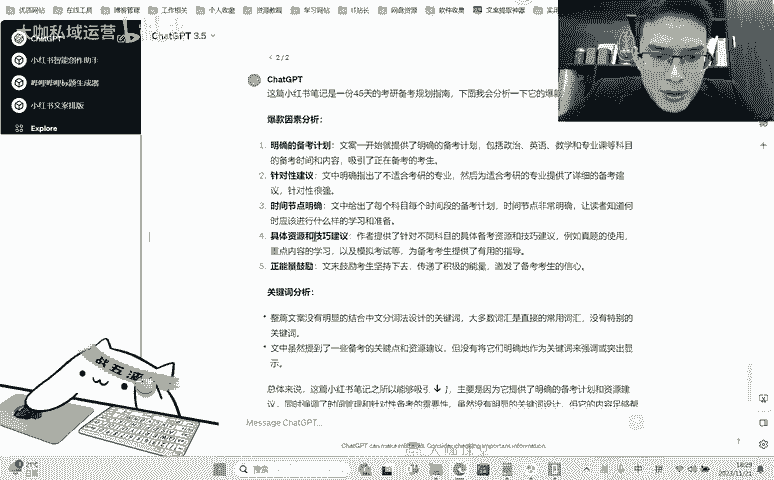 优惠网站 在线工具 博客管理 工作相关 个人收藏 资源教程 学习网站 it站长 网盘资源 软件收集 文案提取神器
大咖私域运营
ChatGPT
小红书智能创作助手
小红书文案排版
Explore
ChatGPT 3.5
2 / 2
ChatGPT
这篇小红书笔记是一份45天的考研备考规划指南，下面我会分析一下它的爆款
爆款因素分析：
1. 明确的备考计划：文案一开始就提供了明确的备考计划，包括政治、英语、数学和专业课等科目
的备考时间和内容，吸引了正在备考的考生。
2. 针对性建议：文中明确指出了不适合考研的专业，然后为适合考研的专业提供了详细的备考建
议，针对性很强。
3. 时间节点明确：文中给出了每个科目每个时间段的备考计划，时间节点非常明确，让读者知道何
时应该进行什么样的学习和准备。
4. 具体资源和技巧建议：作者提供了针对不同科目的具体备考资源和技巧建议，例如真题的使用，
重点内容的学习，以及模拟考试等，为备考考生提供了有用的指导。
5. 正能量鼓励：文末鼓励考生坚持下去，传递了积极的能量，激发了备考考生的信心。
关键词分析：
• 整篇文案没有明显的结合中文分词法设计的关键词，大多数词汇是直接的常用词汇，没有特别的
关键词。
• 文中虽然提到了一些备考的关键点和资源建议，但没有将它们明确地作为关键词来强调或突出显
示。
总体来说，这篇小红书笔记之所以能够吸引，主要是因为它提供了明确的备考计划和资源建
议，同时强调了时间管理和针对性备考的重要性。虽然没有明显的关键词设计，但它的内容足够帮
Message ChatGPT...
ChatGPT can make mistakes. Consider checking important information.
大咖课堂
21°C
搜索
中
18:29
2023/11/21